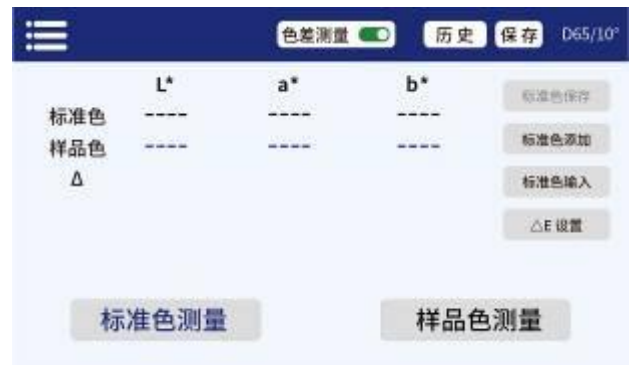 色差测量 历史 保存 D65/10°
L* a* b*
标准色 ---- ---- ----
样品色 ---- ---- ----
Δ
标准色保存
标准色添加
标准色输入
△E 设置
标准色测量 样品色测量